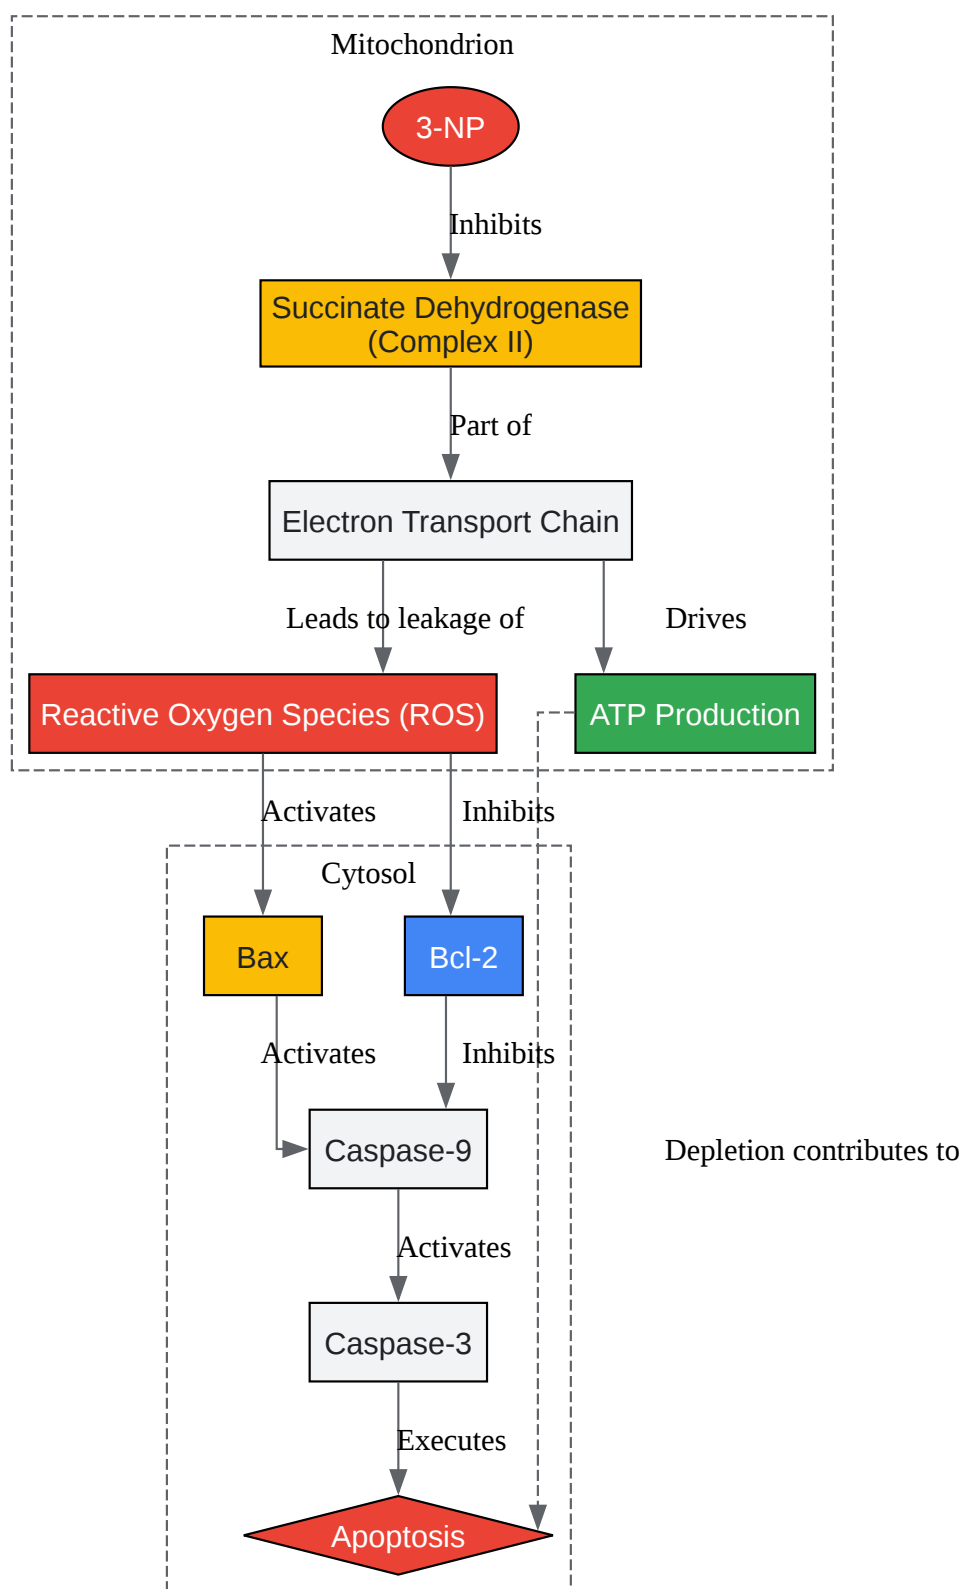 Mitochondrion
3-NP
Inhibits
Succinate Dehydrogenase
(Complex II)
Part of
Electron Transport Chain
Leads to leakage of
Drives
Reactive Oxygen Species (ROS)
ATP Production
Activates
Inhibits
Cytosol
Bax
Bcl-2
Activates
Inhibits
Caspase-9
Depletion contributes to
Activates
Caspase-3
Executes
Apoptosis